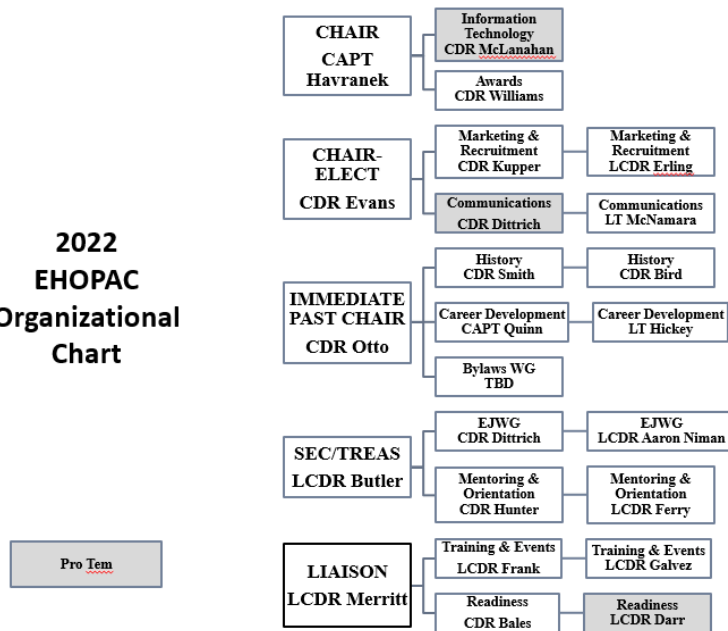 2022
EHOPAC
Organizational
Chart
Pro Tem
CHAIR
CAPT
Havranek
Information
Technology
CDR McLanahan
Awards
CDR Williams
CHAIR-
ELECT
CDR Evans
Marketing &
Recruitment
CDR Kupper
Marketing &
Recruitment
LCDR Erling
Communications
CDR Dittrich
Communications
LT McNamara
IMMEDIATE
PAST CHAIR
CDR Otto
History
CDR Smith
History
CDR Bird
Career Development
CAPT Quinn
Career Development
LT Hickey
Bylaws WG
TBD
SEC/TREAS
LCDR Butler
EJWG
CDR Dittrich
EJWG
LCDR Aaron Niman
Mentoring &
Orientation
CDR Hunter
Mentoring &
Orientation
LCDR Ferry
LIAISON
LCDR Merritt
Training & Events
LCDR Frank
Training & Events
LCDR Galvez
Readiness
CDR Bales
Readiness
LCDR Darr